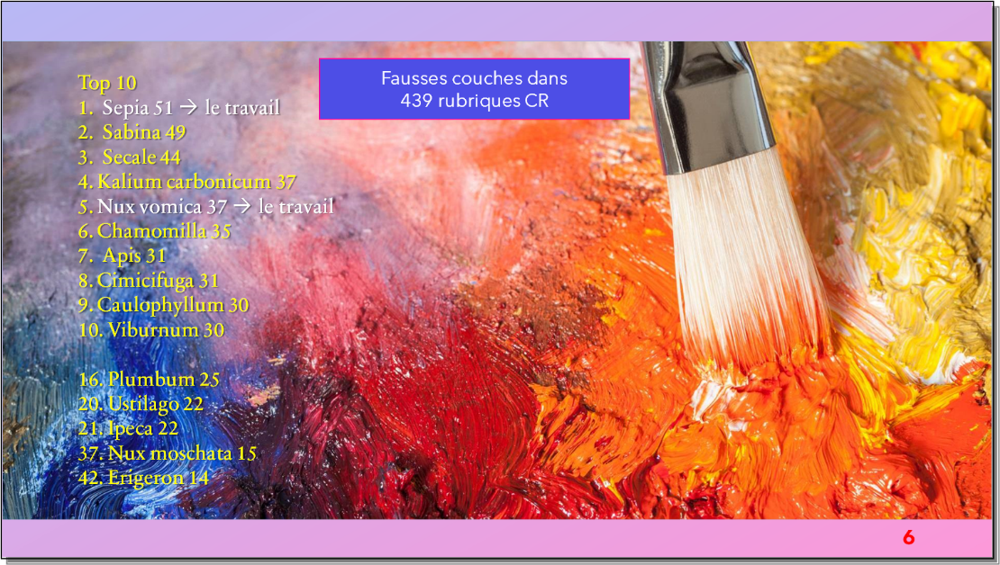 Fausses couches dans
439 rubriques CR
Top 10
1. Sepia 51 → le travail
2. Sabina 49
3. Secale 44
4. Kalium carbonicum 37
5. Nux vomica 37 → le travail
6. Chamomilla 35
7. Apis 31
8. Cimicifuga 31
9. Caulophyllum 30
10. Viburnum 30
16. Plumbum 25
20. Ustilago 22
21. Ipeca 22
37. Nux moschata 15
42. Erigeron 14
6